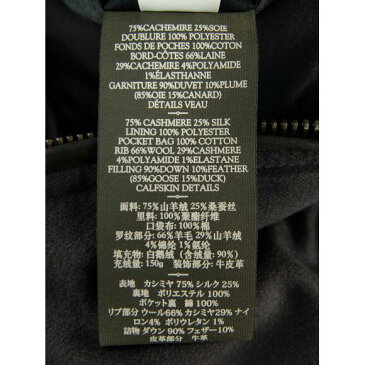 75%CACHEMIRE 25%SOIE
DOUBLURE 100% POLYESTER
FONDS DE POCHES 100%COTON
BORD-CÔTES 66%LAINE
29%CACHEMIRE 4%POLYAMIDE
1%ÉLASTHANNE
GARNITURE 90%DUVET 10%PLUME
(85%OIE 15%CANARD)
DÉTAILS VEAU
75% CASHMERE 25% SILK
LINING 100% POLYESTER
POCKET BAG 100% COTTON
RIB 66%WOOL 29%CASHMERE
4%POLYAMIDE 1%ELASTANE
FILLING 90%DOWN 10%FEATHER
(85%GOOSE 15%DUCK)
CALFSKIN DETAILS
面料: 75%山羊绒 25%桑蚕丝
里料: 100%聚酯纤维
口袋布: 100%棉
罗纹部分: 66%羊毛 29%山羊绒
4%锦纶 1%氨纶
填充物: 白鹅绒 (含绒量: 90%)
充绒量: 150g 装饰部分: 牛皮革
表地 カシミヤ 75% シルク 25%
裏地 ポリエステル 100%
ポケット裏 綿 100%
リブ部分 ウール66% カシミヤ29% ナイ
ロン4% ポリウレタン 1%
詰物 ダウン 90% フェザー 10%
皮革部分 牛革